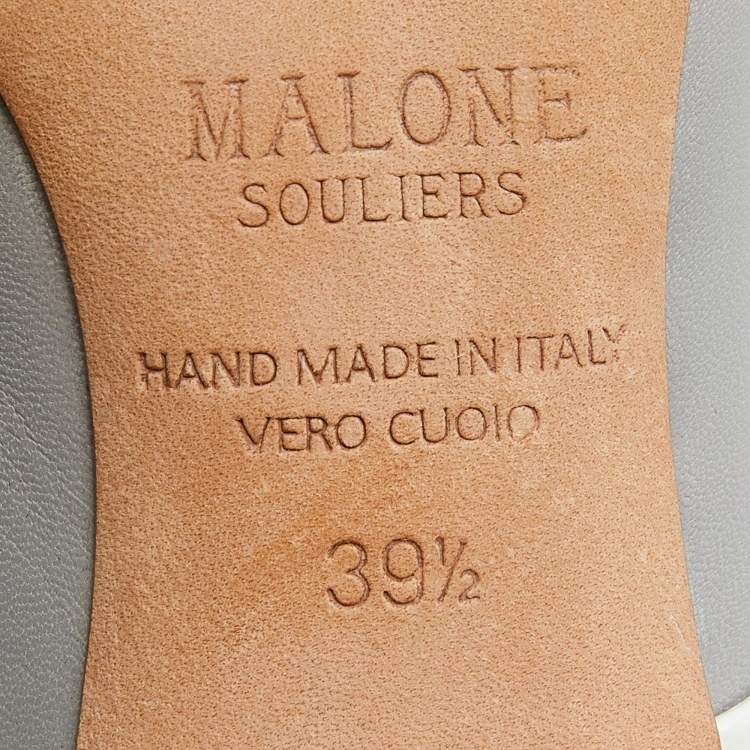 MALONE
SOULIERS
HAND MADE IN ITALY
VERO CUOIO
39½